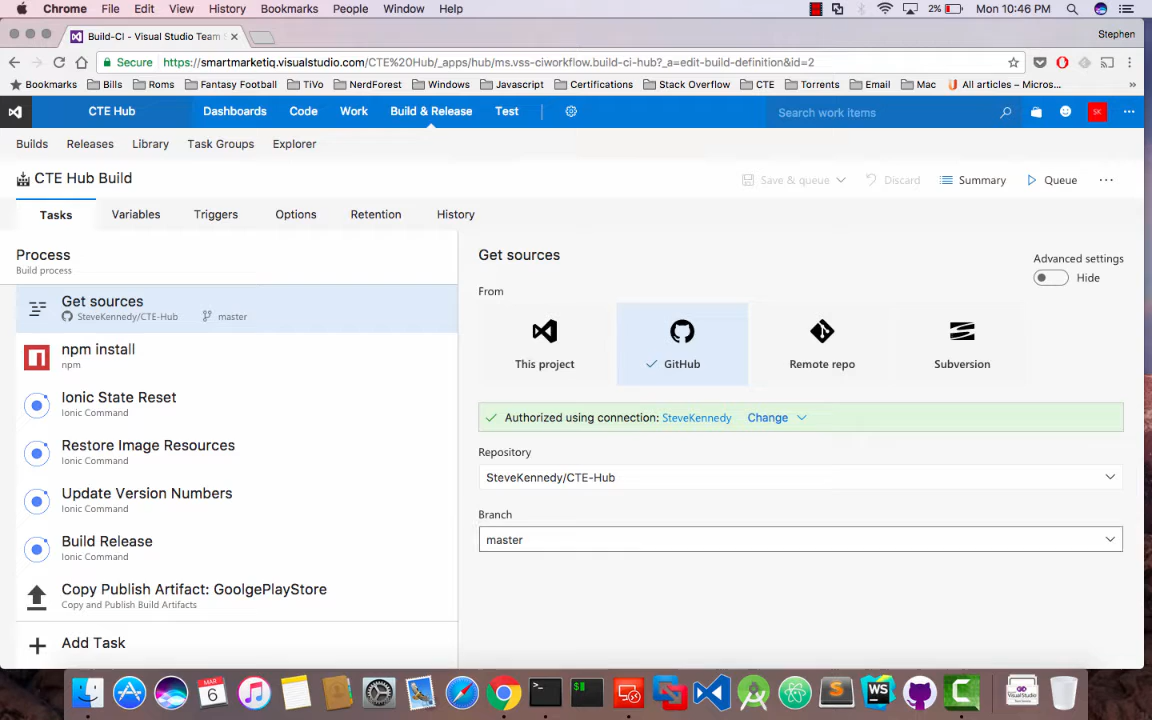 Chrome File Edit View History Bookmarks People Window Help 2% Mon 10:46 PM
Build-CI - Visual Studio Team Stephen
Secure https://smartmarketiq.visualstudio.com/CTE%20Hub/_apps/hub/ms.vss-ciworkflow.build-ci-hub?_a=edit-build-definition&id=2
Bookmarks Bills Roms Fantasy Football TiVo NerdForest Windows Javascript Certifications Stack Overflow CTE Torrents Email Mac All articles – Micros... »
CTE Hub Dashboards Code Work Build & Release Test Search work items SK ...
Builds Releases Library Task Groups Explorer
CTE Hub Build Save & queue Discard Summary Queue ...
Tasks Variables Triggers Options Retention History
Process
Build process
Get sources
SteveKennedy/CTE-Hub master
npm install
npm
Ionic State Reset
Ionic Command
Restore Image Resources
Ionic Command
Update Version Numbers
Ionic Command
Build Release
Ionic Command
Copy Publish Artifact: GoolgePlayStore
Copy and Publish Build Artifacts
Add Task
Get sources
Advanced settings
Hide
From
This project GitHub Remote repo Subversion
Authorized using connection: SteveKennedy Change
Repository
SteveKennedy/CTE-Hub
Branch
master
MAR
6
WS